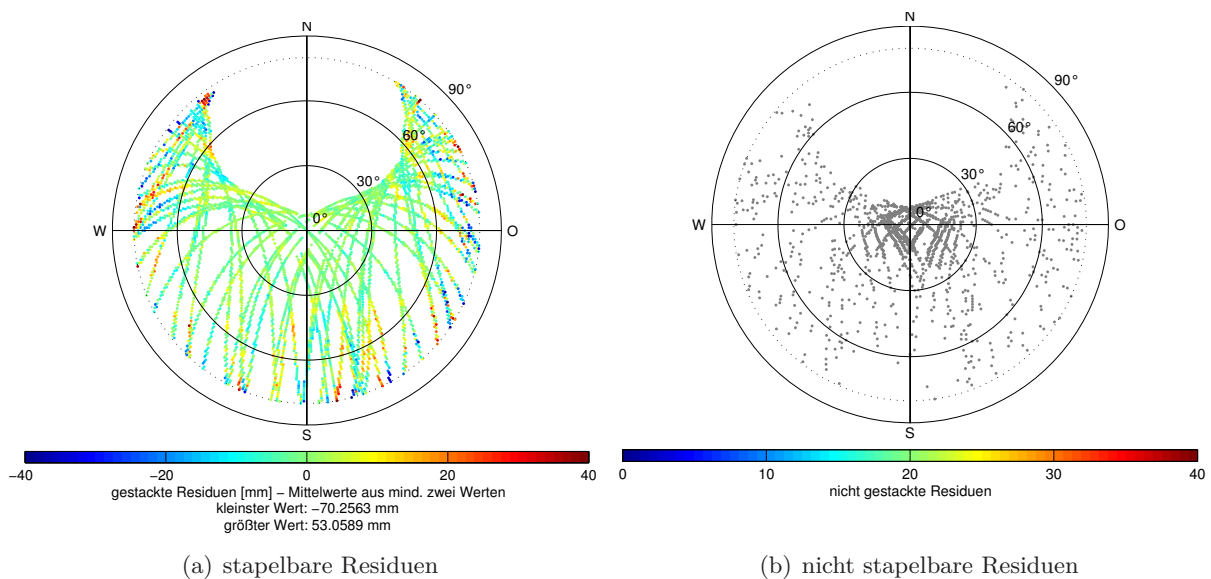 N
90°
60°
30°
0°
W
O
S
−40
−20
0
20
40
gestackte Residuen [mm] − Mittelwerte aus mind. zwei Werten
kleinster Wert: −70.2563 mm
größter Wert: 53.0589 mm
(a) stapelbare Residuen
N
90°
60°
30°
0°
W
O
S
0
10
20
30
40
nicht gestackte Residuen
(b) nicht stapelbare Residuen